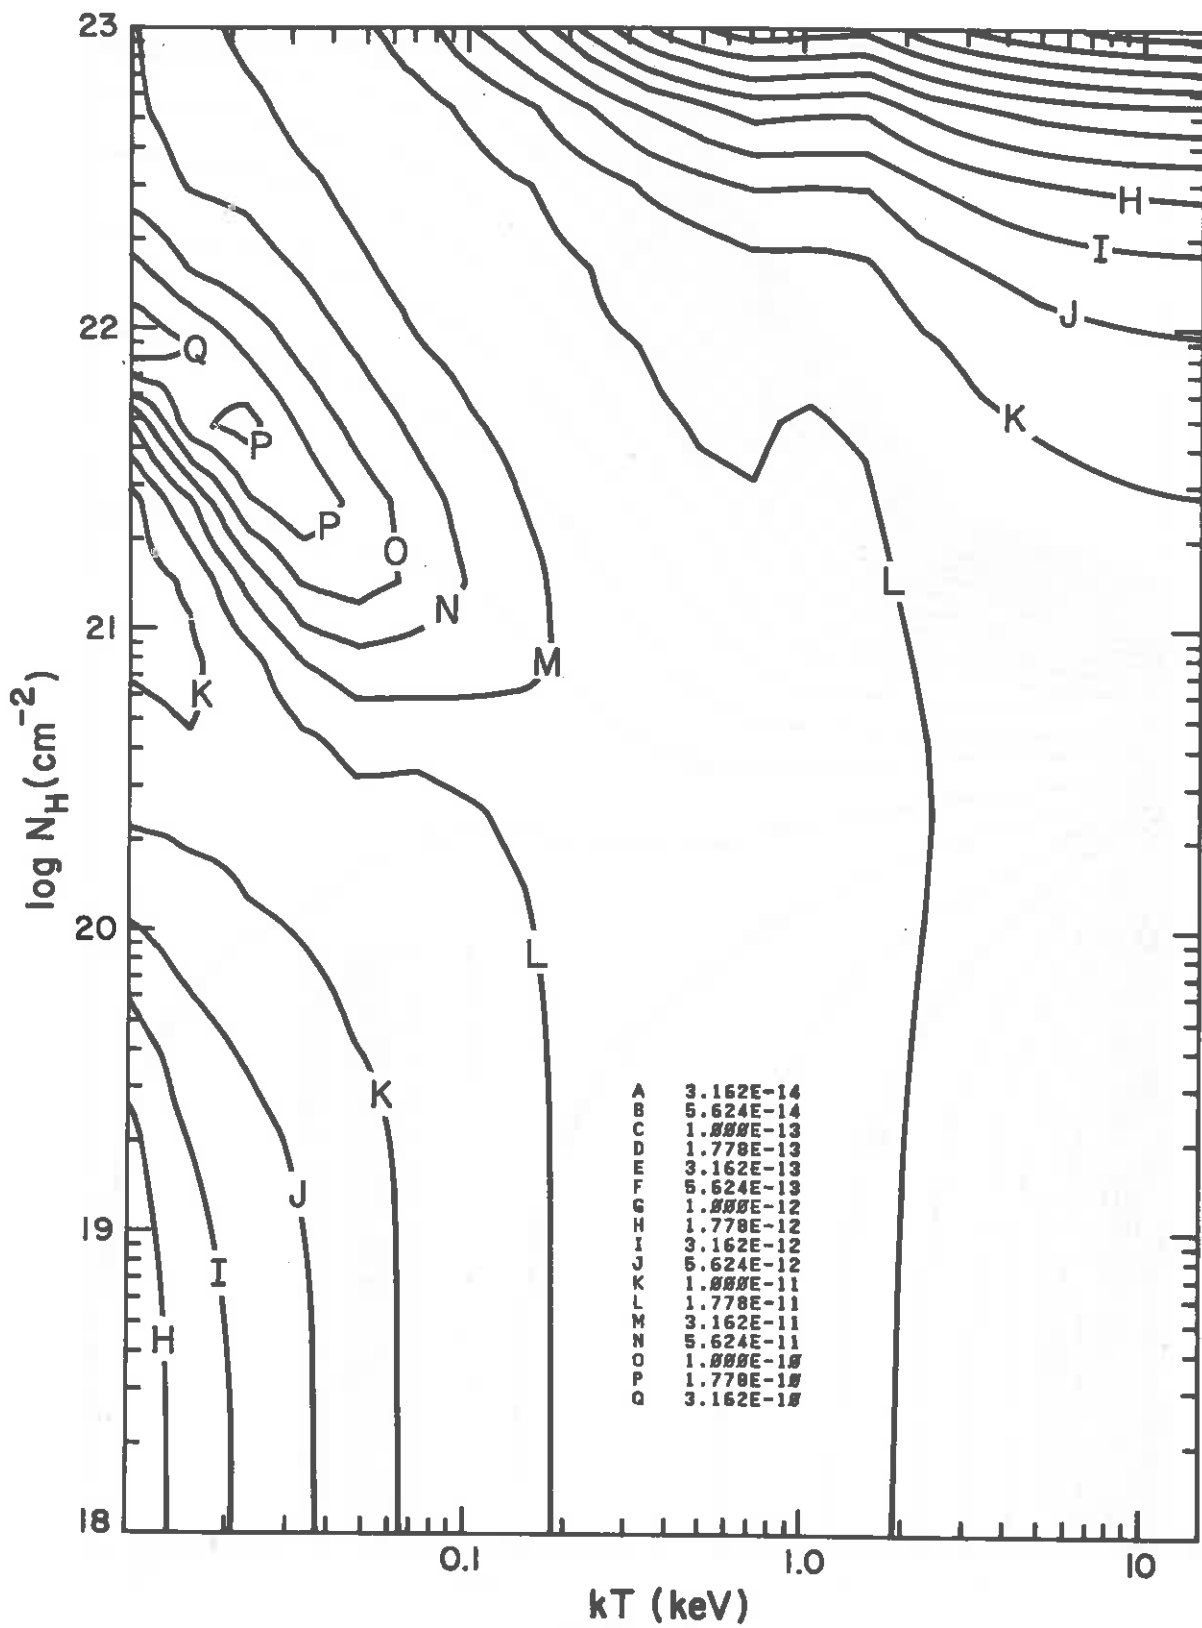 23
H
I
J
22
Q
K
P
P
O
L
N
21
M
K
log N_H (cm⁻²)
20
L
K
A 3.162E-14
B 5.624E-14
C 1.000E-13
D 1.778E-13
E 3.162E-13
F 5.624E-13
G 1.000E-12
H 1.778E-12
I 3.162E-12
J 5.624E-12
K 1.000E-11
L 1.778E-11
M 3.162E-11
N 5.624E-11
O 1.000E-10
P 1.778E-10
Q 3.162E-10
J
19
I
H
18
0.1 1.0 10
kT (keV)